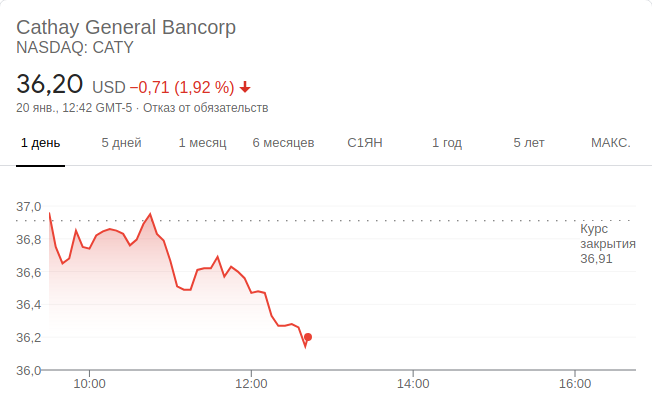 Cathay General Bancorp
NASDAQ: CATY
36,20 USD −0,71 (1,92 %)
20 янв., 12:42 GMT-5 · Отказ от обязательств
1 день 5 дней 1 месяц 6 месяцев С1ЯН 1 год 5 лет МАКС.
37,0
Курс
закрытия
36,91
36,8
36,6
36,4
36,2
36,0
10:00 12:00 14:00 16:00